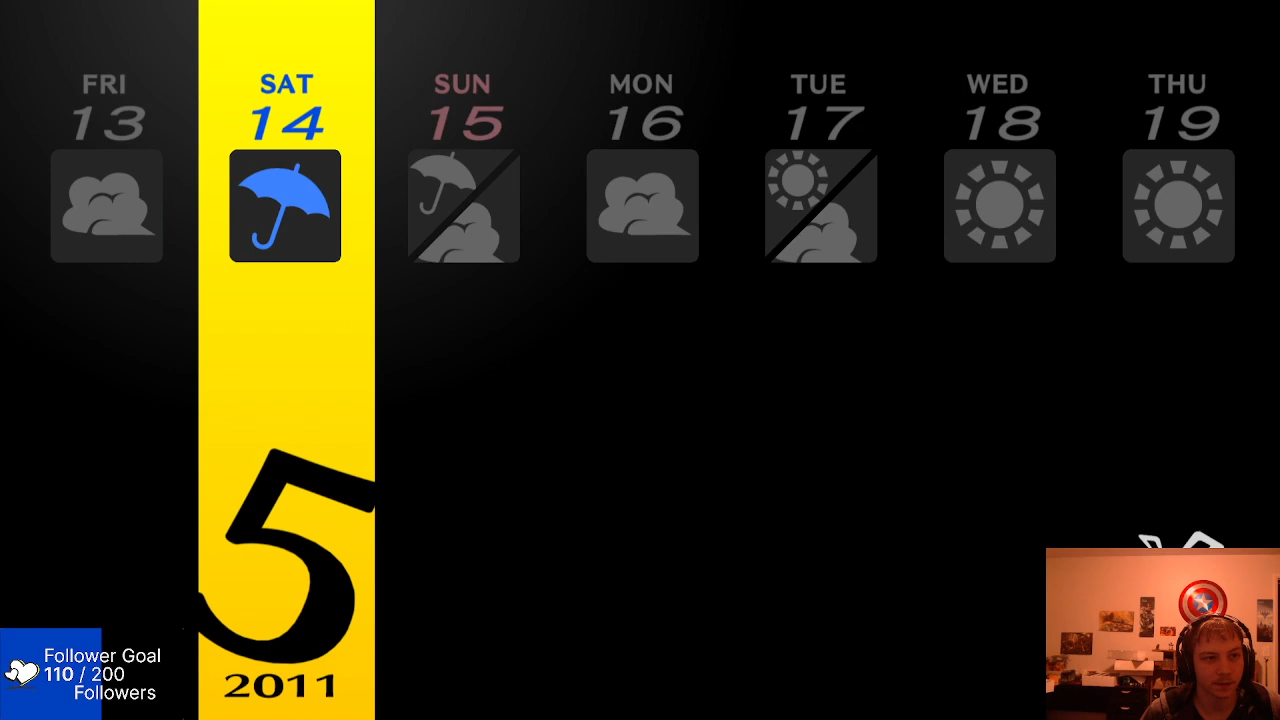 FRI SAT SUN MON TUE WED THU
13 14 15 16 17 18 19
5
2011
Follower Goal
110 / 200
Followers